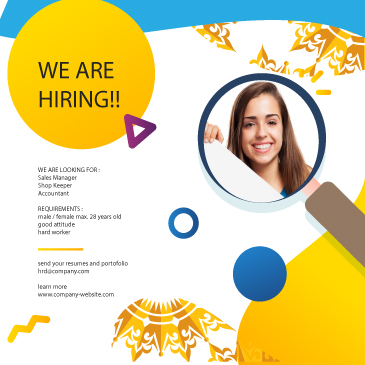 WE ARE
HIRING!!
WE ARE LOOKING FOR :
Sales Manager
Shop Keeper
Accountant
REQUIREMENTS :
male / female max. 28 years old
good attitude
hard worker
send your resumes and portofolio
hrd@company.com
learn more
www.company-website.com